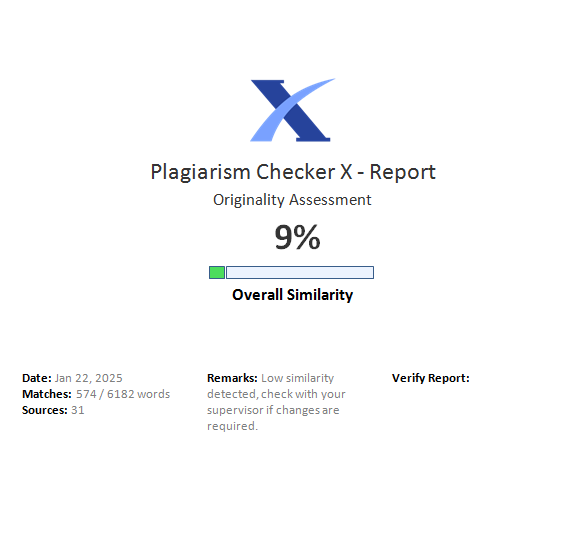 Plagiarism Checker X - Report
Originality Assessment
9%
Overall Similarity
Date: Jan 22, 2025
Matches: 574 / 6182 words
Sources: 31
Remarks: Low similarity
detected, check with your
supervisor if changes are
required.
Verify Report: